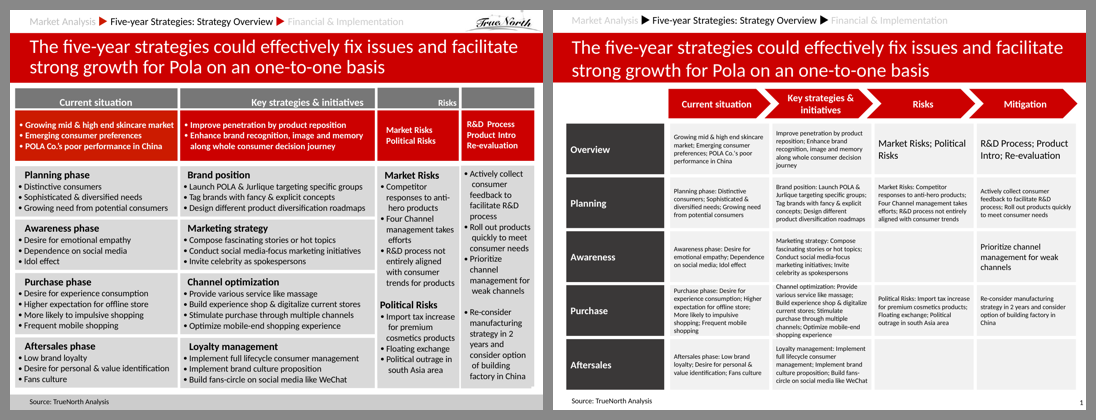 Market Analysis ▶ Five-year Strategies: Strategy Overview ▶ Financial & Implementation
True North
The five-year strategies could effectively fix issues and facilitate
strong growth for Pola on an one-to-one basis
Current situation
Key strategies & initiatives
Risks
• Growing mid & high end skincare market
• Emerging consumer preferences
• POLA Co.'s poor performance in China
• Improve penetration by product reposition
• Enhance brand recognition, image and memory
along whole consumer decision journey
Market Risks
Political Risks
R&D Process
Product Intro
Re-evaluation
Planning phase
• Distinctive consumers
• Sophisticated & diversified needs
• Growing need from potential consumers
Brand position
• Launch POLA & Jurlique targeting specific groups
• Tag brands with fancy & explicit concepts
• Design different product diversification roadmaps
Awareness phase
• Desire for emotional empathy
• Dependence on social media
• Idol effect
Marketing strategy
• Compose fascinating stories or hot topics
• Conduct social media-focus marketing initiatives
• Invite celebrity as spokespersons
Purchase phase
• Desire for experience consumption
• Higher expectation for offline store
• More likely to impulsive shopping
• Frequent mobile shopping
Channel optimization
• Provide various service like massage
• Build experience shop & digitalize current stores
• Stimulate purchase through multiple channels
• Optimize mobile-end shopping experience
Aftersales phase
• Low brand loyalty
• Desire for personal & value identification
• Fans culture
Loyalty management
• Implement full lifecycle consumer management
• Implement brand culture proposition
• Build fans-circle on social media like WeChat
Market Risks
• Competitor
responses to anti-
hero products
• Four Channel
management takes
efforts
• R&D process not
entirely aligned
with consumer
trends for products
Political Risks
• Import tax increase
for premium
cosmetics products
• Floating exchange
• Political outrage in
south Asia area
• Actively collect
consumer
feedback to
facilitate R&D
process
• Roll out products
quickly to meet
consumer needs
• Prioritize
channel
management for
weak channels
• Re-consider
manufacturing
strategy in 2
years and
consider option
of building
factory in China
Source: TrueNorth Analysis
Market Analysis ▶ Five-year Strategies: Strategy Overview ▶ Financial & Implementation
The five-year strategies could effectively fix issues and facilitate
strong growth for Pola on an one-to-one basis
Current situation
Key strategies &
initiatives
Risks
Mitigation
Overview
Growing mid & high end skincare
market; Emerging consumer
preferences; POLA Co.'s poor
performance in China
Improve penetration by product
reposition; Enhance brand
recognition, image and memory
along whole consumer decision
journey
Market Risks; Political
Risks
R&D Process; Product
Intro; Re-evaluation
Planning
Planning phase: Distinctive
consumers; Sophisticated &
diversified needs; Growing need
from potential consumers
Brand position: Launch POLA &
Jurlique targeting specific groups;
Tag brands with fancy & explicit
concepts; Design different
product diversification roadmaps
Market Risks: Competitor
responses to anti-hero products;
Four Channel management takes
efforts; R&D process not entirely
aligned with consumer trends
Actively collect consumer
feedback to facilitate R&D
process; Roll out products quickly
to meet consumer needs
Awareness
Awareness phase: Desire for
emotional empathy; Dependence
on social media; Idol effect
Marketing strategy: Compose
fascinating stories or hot topics;
Conduct social media-focus
marketing initiatives; Invite
celebrity as spokespersons
Prioritize channel
management for weak
channels
Purchase
Purchase phase: Desire for
experience consumption; Higher
expectation for offline store;
More likely to impulsive
shopping; Frequent mobile
shopping
Channel optimization: Provide
various service like massage;
Build experience shop & digitalize
current stores; Stimulate
purchase through multiple
channels; Optimize mobile-end
shopping experience
Political Risks: Import tax increase
for premium cosmetics products;
Floating exchange; Political
outrage in south Asia area
Re-consider manufacturing
strategy in 2 years and consider
option of building factory in
China
Aftersales
Aftersales phase: Low brand
loyalty; Desire for personal &
value identification; Fans culture
Loyalty management: Implement
full lifecycle consumer
management; Implement brand
culture proposition; Build fans-
circle on social media like WeChat
Source: TrueNorth Analysis
1